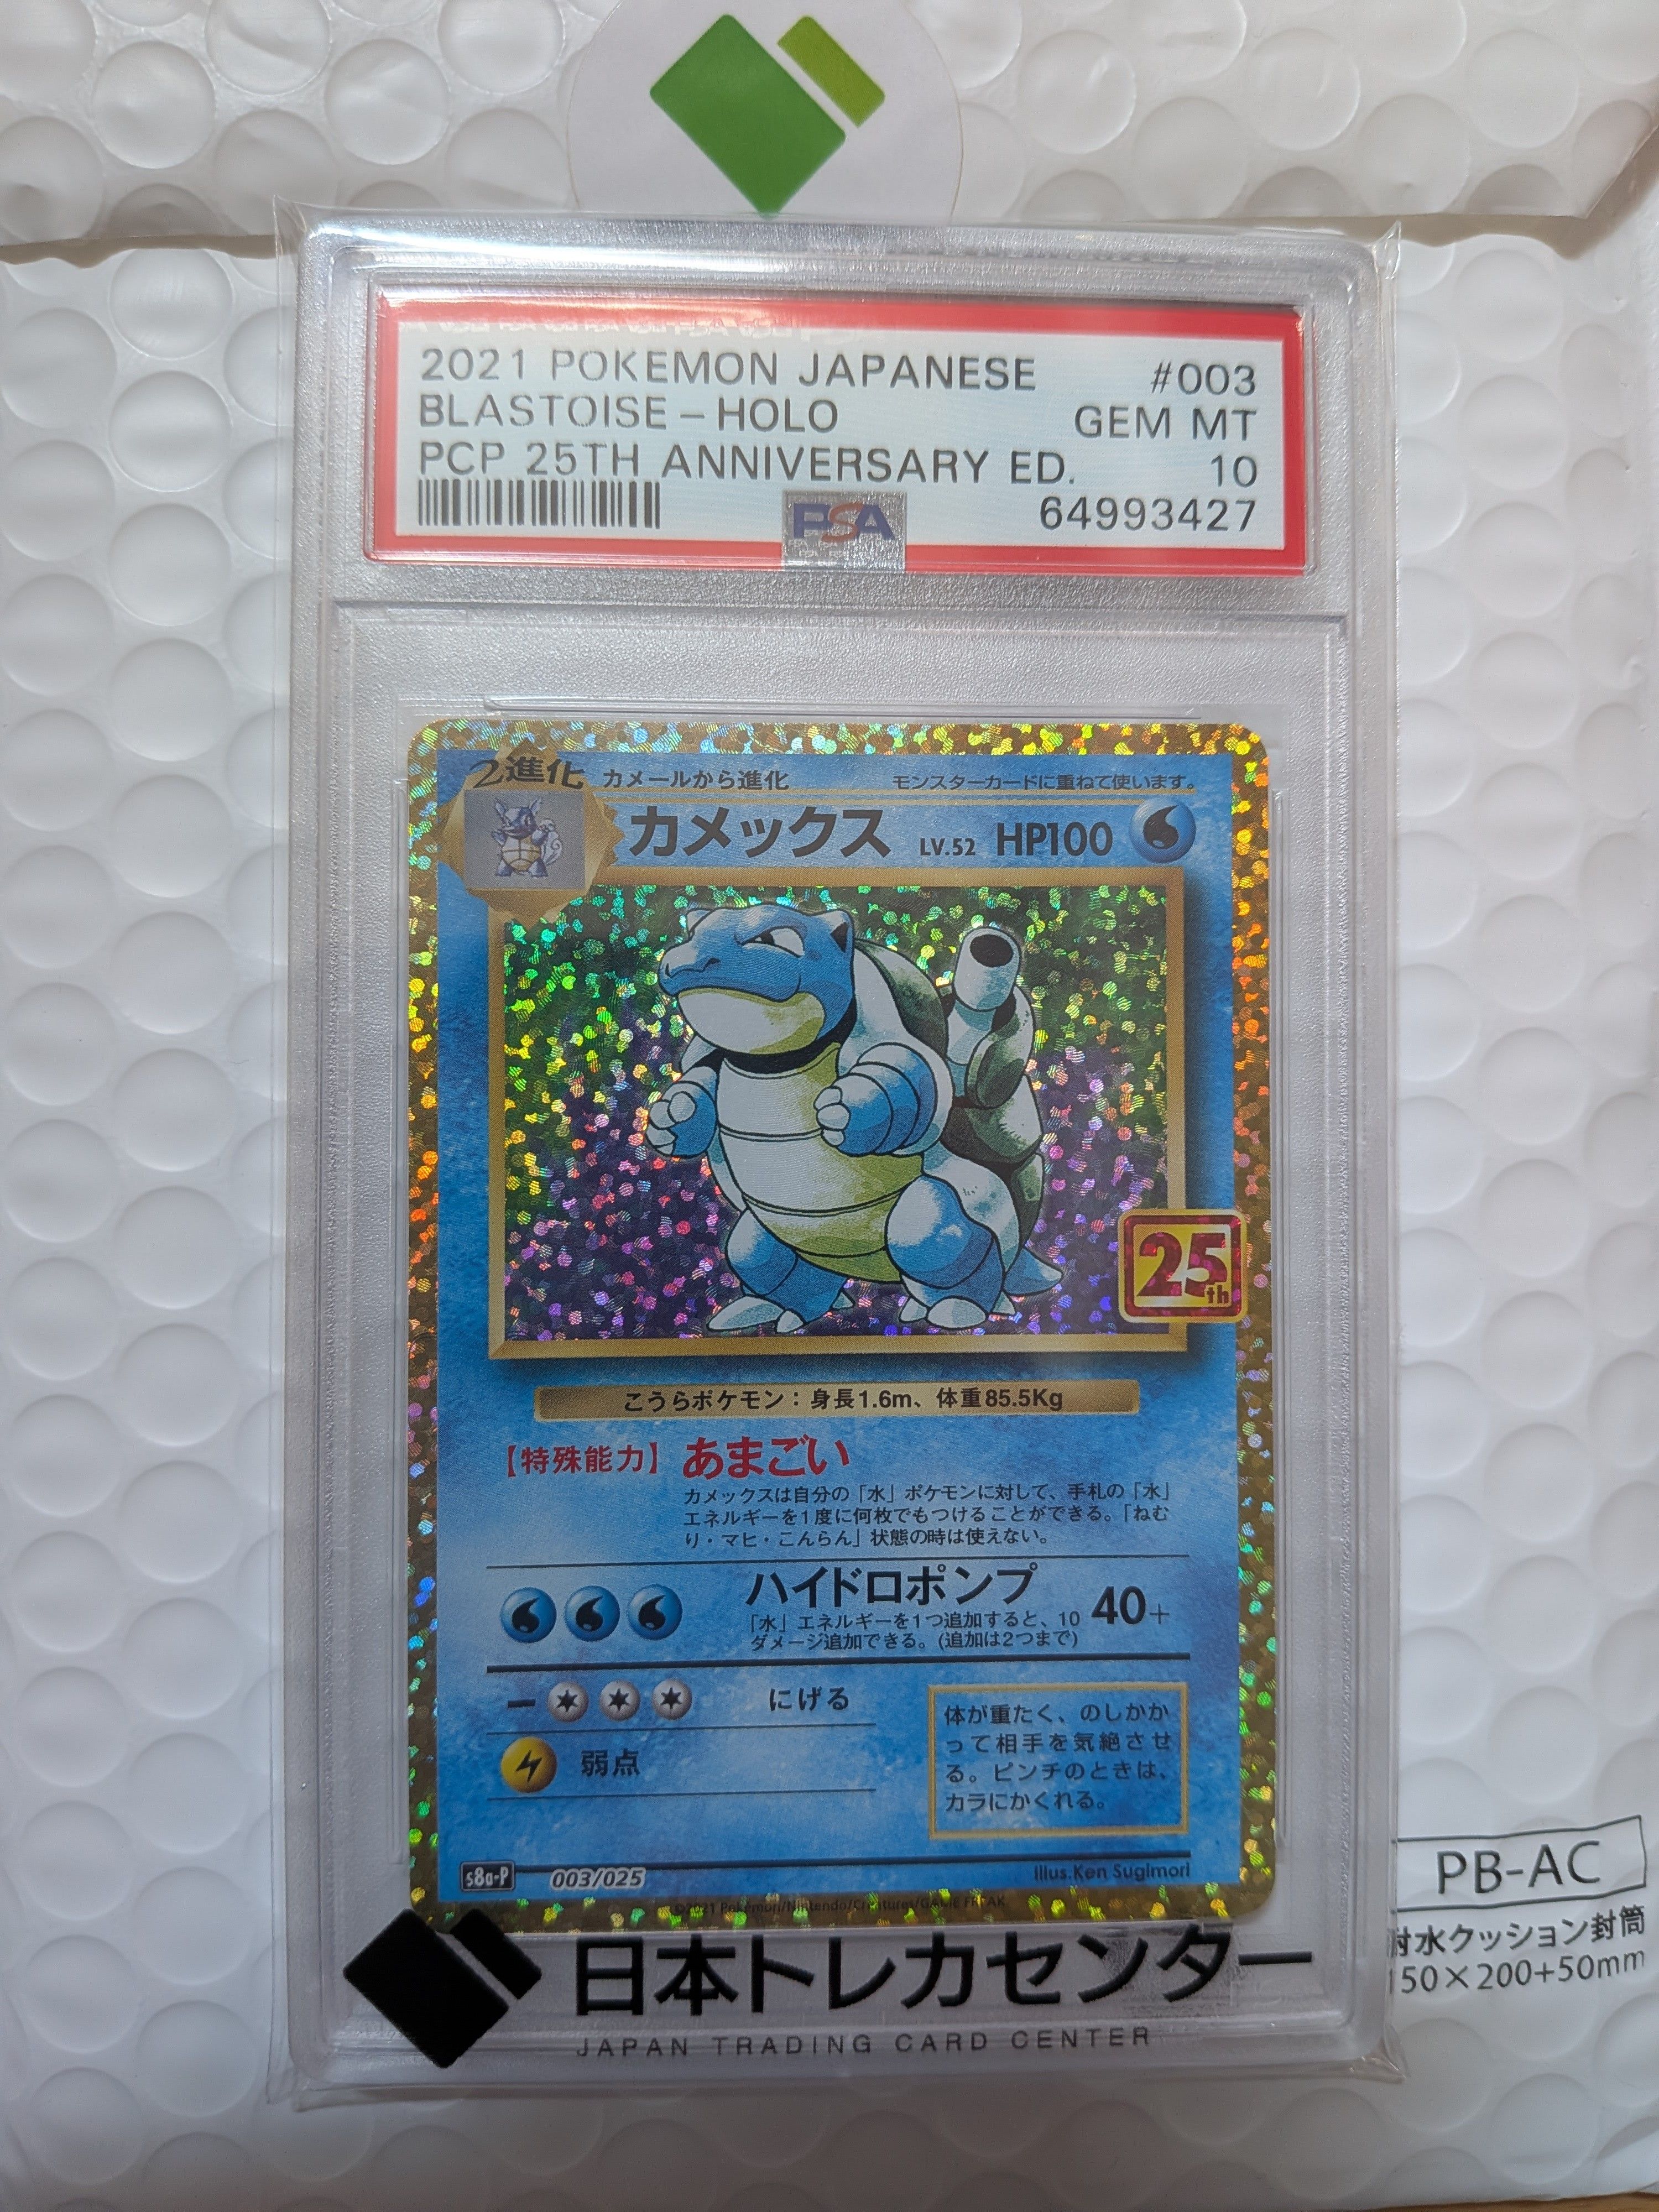 2021 POKEMON JAPANESE #003
BLASTOISE-HOLO GEM MT
PCP 25TH ANNIVERSARY ED. 10
PSA 64993427
2進化 カメールから進化 モンスターカードに重ねて使います。
カメックス LV.52 HP100
25th
こうらポケモン：身長1.6m、体重85.5Kg
【特殊能力】 あまごい
カメックスは自分の「水」ポケモンに対して、手札の「水」
エネルギーを1度に何枚でもつけることができる。「ねむ
り・マヒ・こんらん」状態の時は使えない。
ハイドロポンプ 40+
「水」エネルギーを1つ追加すると、10
ダメージ追加できる。(追加は2つまで)
にげる
弱点
体が重たく、のしかか
って相手を気絶させ
る。ピンチのときは、
カラにかくれる。
s8a-P 003/025 Illus.Ken Sugimori
©2021 Pokémon/Nintendo/Creatures/GAME FREAK
日本トレカセンター
JAPAN TRADING CARD CENTER
PB-AC
耐水クッション封筒
150×200+50mm